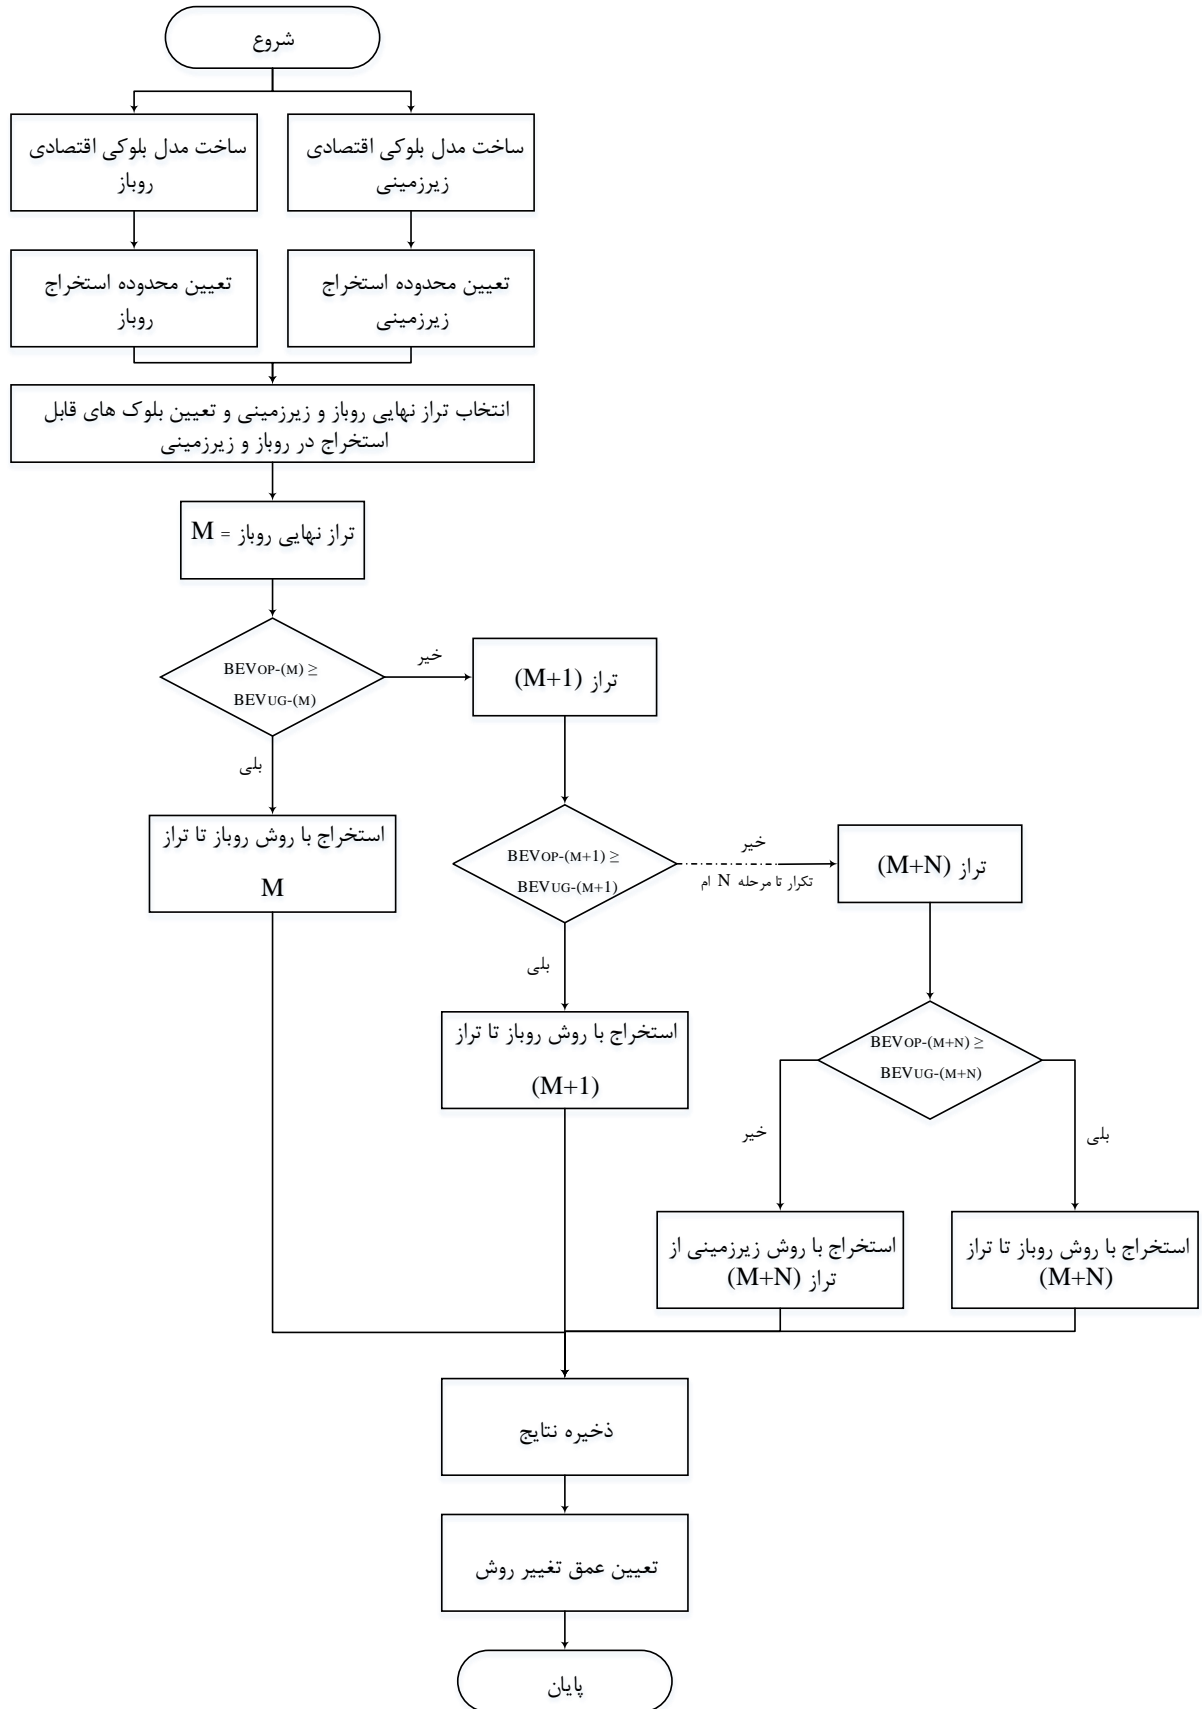 شروع
ساخت مدل بلوکی اقتصادی
زیرزمینی
ساخت مدل بلوکی اقتصادی
روباز
تعیین محدوده استخراج
زیرزمینی
تعیین محدوده استخراج
روباز
انتخاب تراز نهایی روباز و زیرزمینی و تعیین بلوک های قابل
استخراج در روباز و زیرزمینی
تراز نهایی روباز = M
BEVOP-(M) ≥
BEVUG-(M)
خیر
تراز (M+1)
بلی
استخراج با روش روباز تا تراز
M
BEVOP-(M+1) ≥
BEVUG-(M+1)
خیر
تکرار تا مرحله N ام
تراز (M+N)
بلی
استخراج با روش روباز تا تراز
(M+1)
BEVOP-(M+N) ≥
BEVUG-(M+N)
بلی
خیر
استخراج با روش روباز تا تراز
(M+N)
استخراج با روش زیرزمینی از
تراز (M+N)
ذخیره نتایج
تعیین عمق تغییر روش
پایان